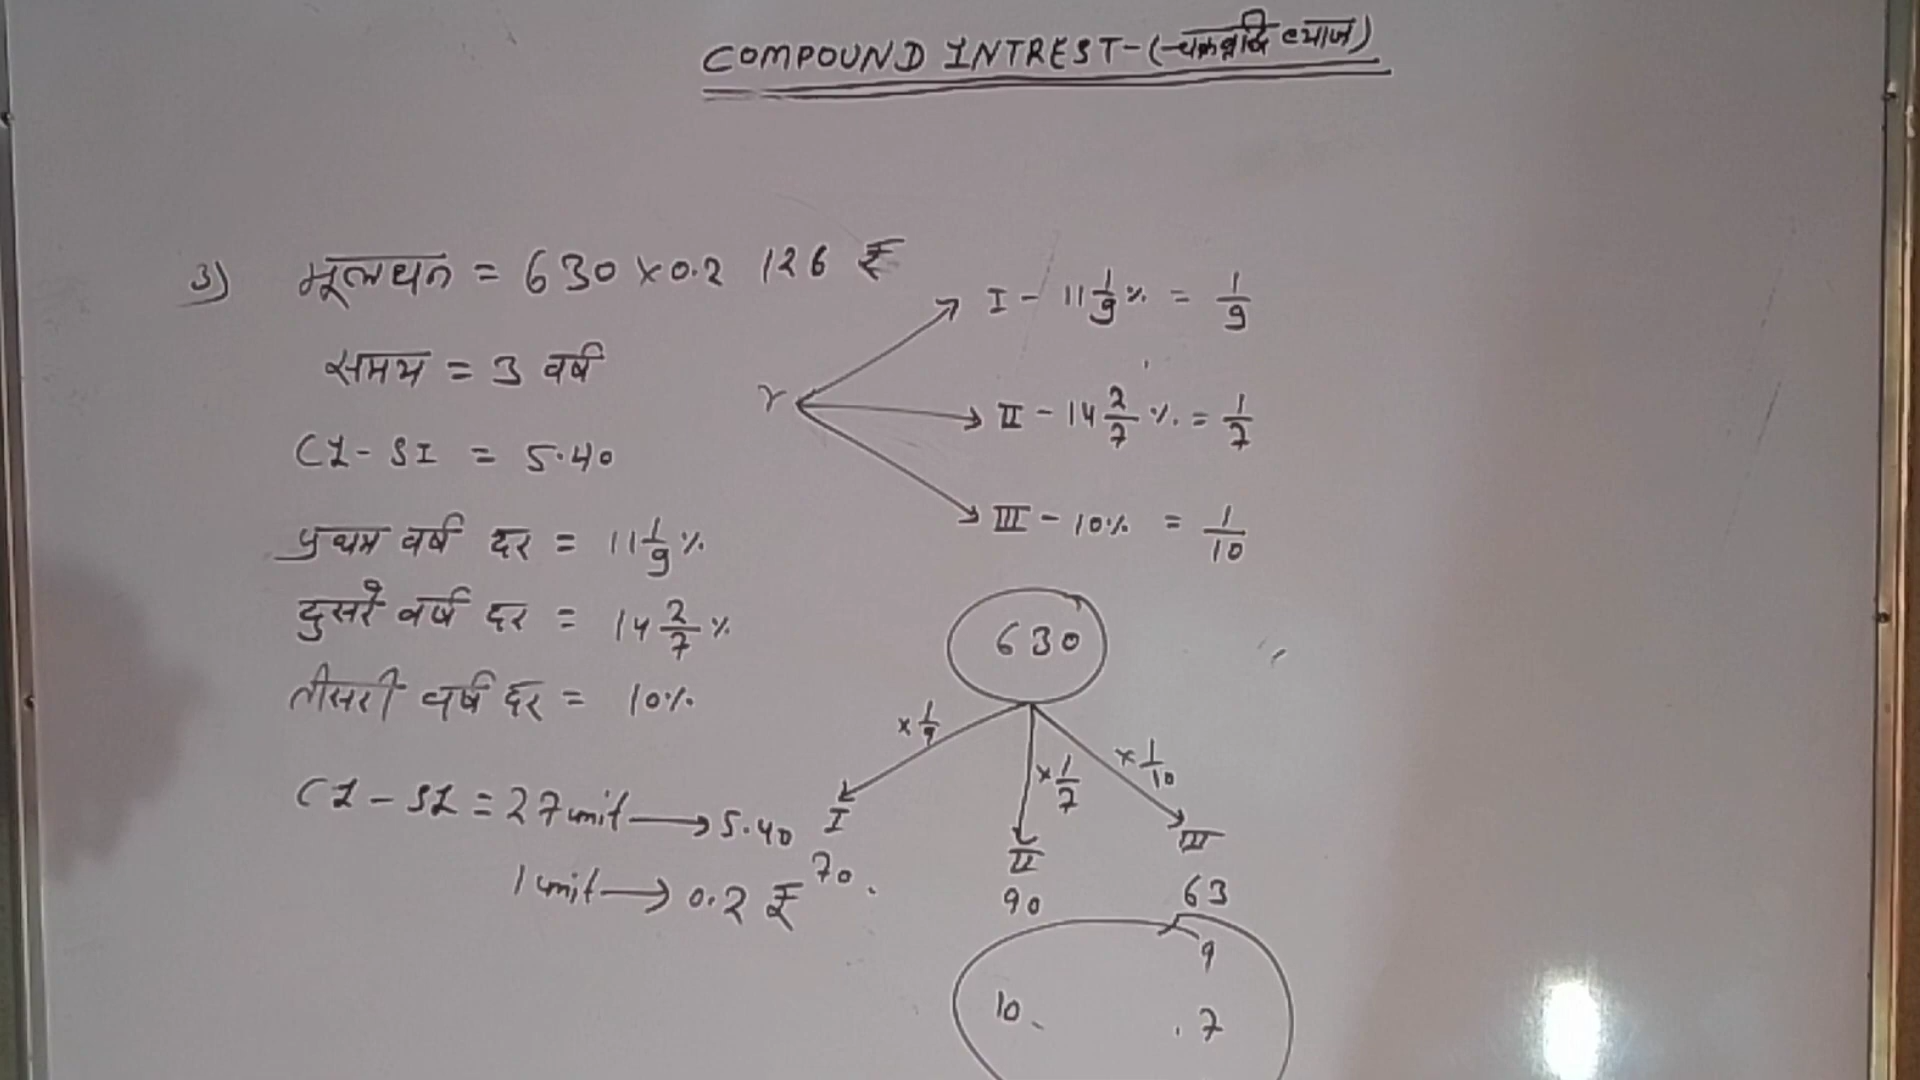 COMPOUND INTREST-(चक्रवृद्धि ब्याज)
3) मूलधन = 630 x 0.2 126 ₹
समय = 3 वर्ष
CI - SI = 5.40
प्रथम वर्ष दर = 11 1/9 %
दुसरे वर्ष दर = 14 2/7 %
तीसरी वर्ष दर = 10%
CI - SI = 27 unit → 5.40
1 unit → 0.2 ₹
r
I - 11 1/9 % = 1/9
II - 14 2/7 % = 1/7
III - 10% = 1/10
630
x 1/9 x 1/7 x 1/10
I II III
70 90 63
9
10 7